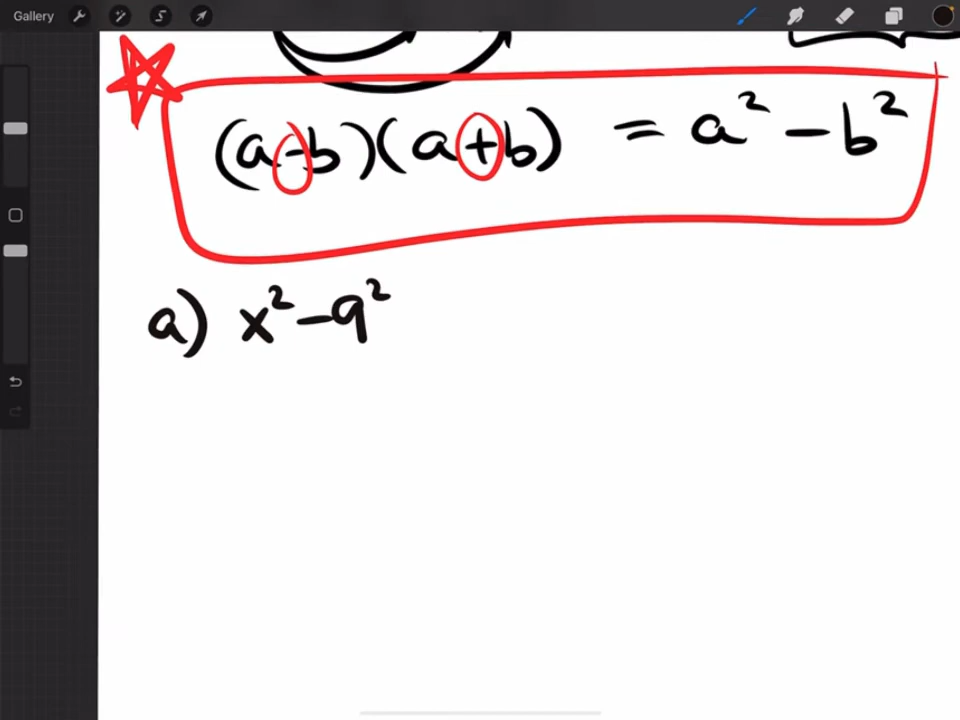 Gallery
(a-b)(a+b) = a² - b²
a) x² - 9²